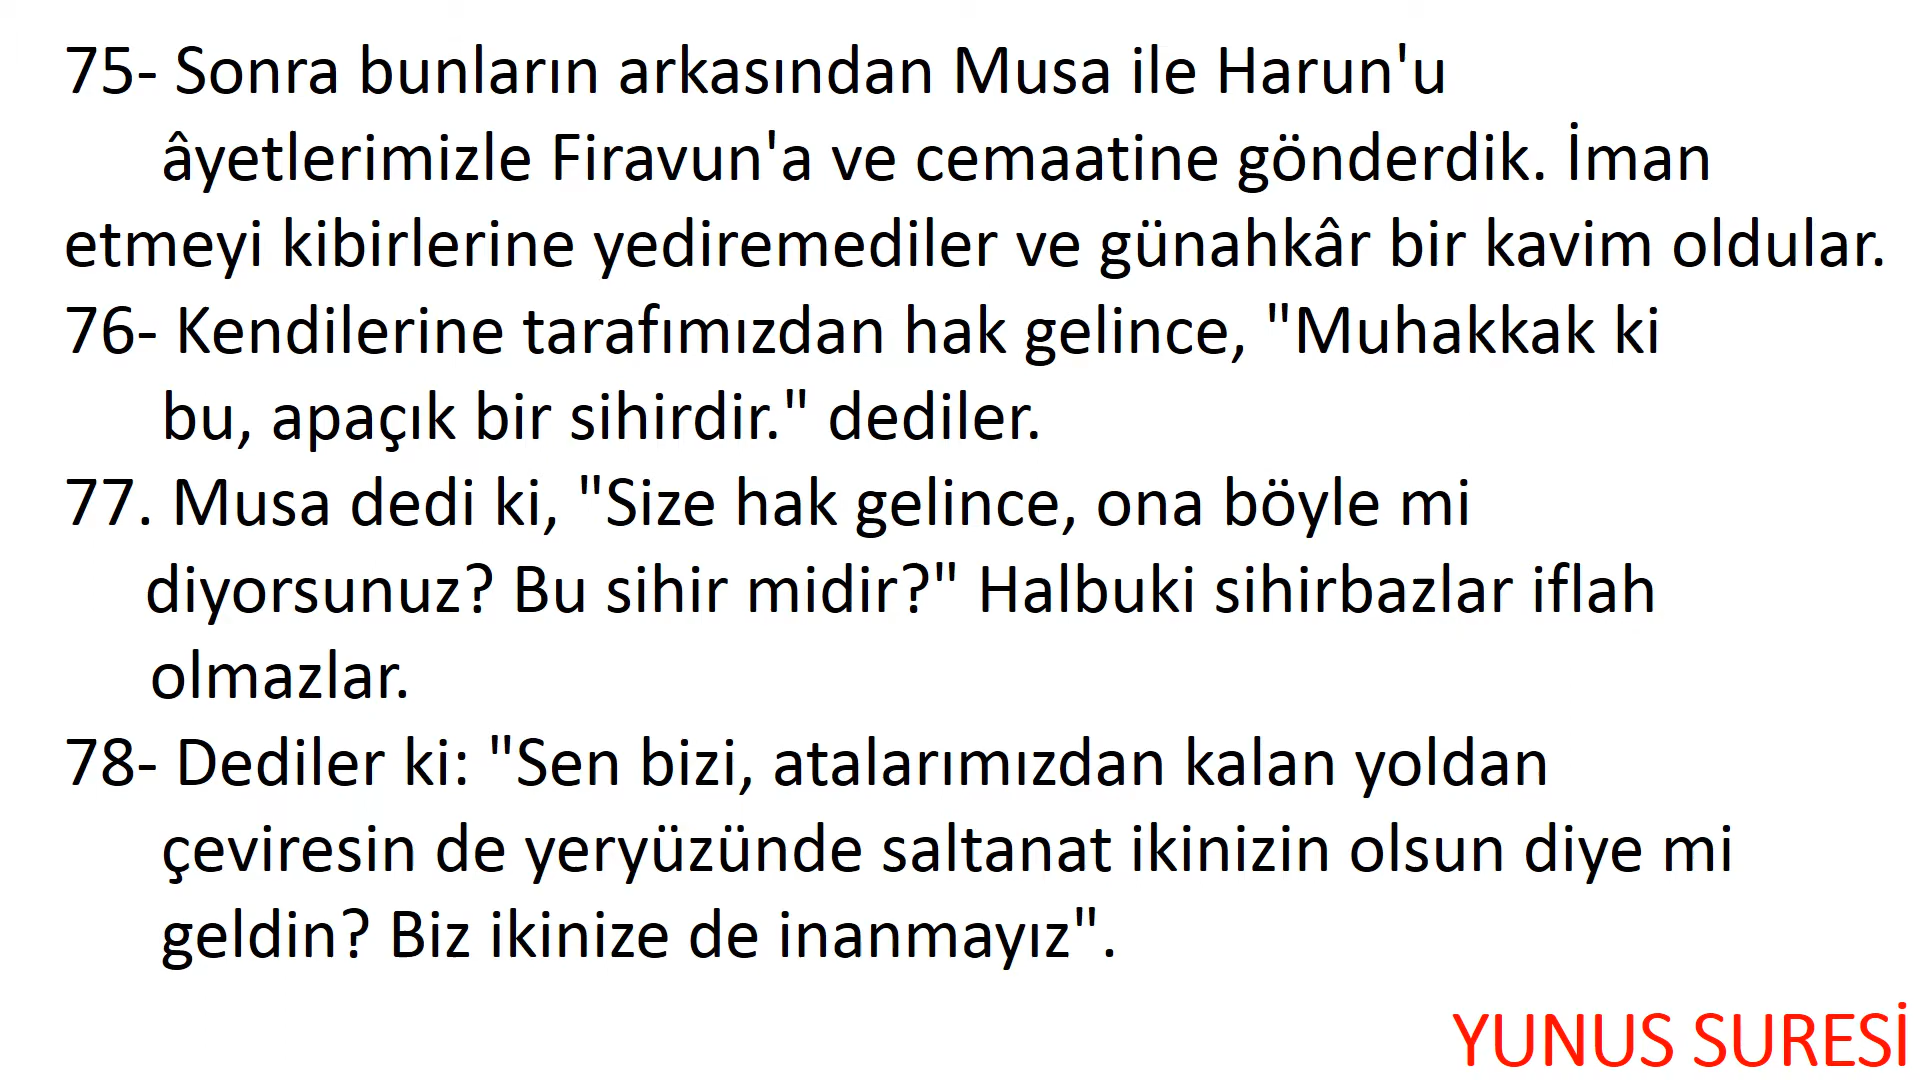 75- Sonra bunların arkasından Musa ile Harun'u
âyetlerimizle Firavun'a ve cemaatine gönderdik. İman
etmeyi kibirlerine yediremediler ve günahkâr bir kavim oldular.
76- Kendilerine tarafımızdan hak gelince, "Muhakkak ki
bu, apaçık bir sihirdir." dediler.
77. Musa dedi ki, "Size hak gelince, ona böyle mi
diyorsunuz? Bu sihir midir?" Halbuki sihirbazlar iflah
olmazlar.
78- Dediler ki: "Sen bizi, atalarımızdan kalan yoldan
çeviresin de yeryüzünde saltanat ikinizin olsun diye mi
geldin? Biz ikinize de inanmayız".
YUNUS SURESİ